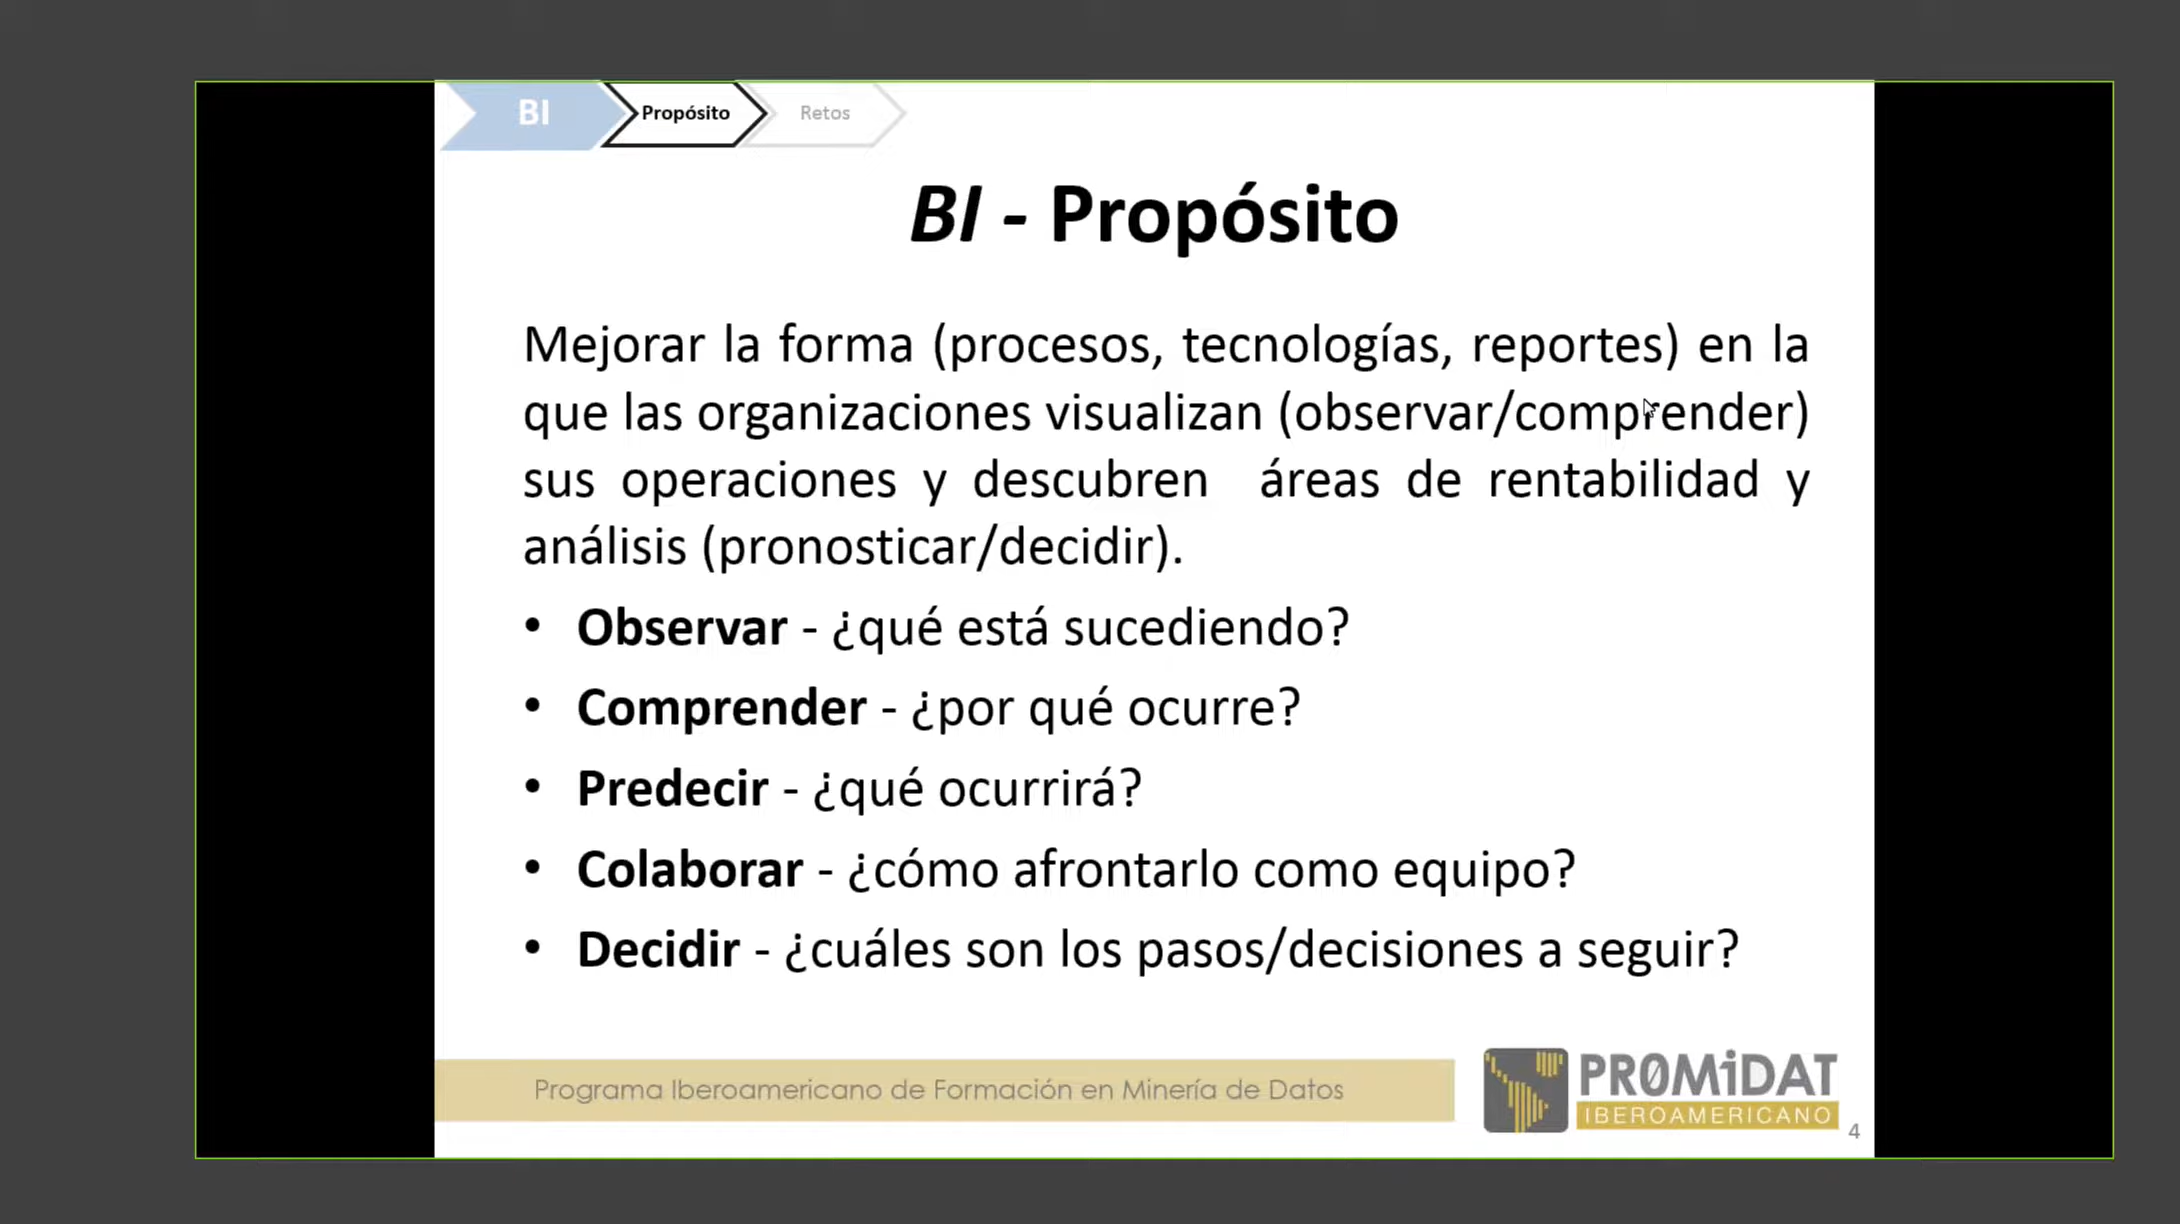 BI
Propósito
Retos
BI - Propósito
Mejorar la forma (procesos, tecnologías, reportes) en la
que las organizaciones visualizan (observar/comprender)
sus operaciones y descubren áreas de rentabilidad y
análisis (pronosticar/decidir).
• Observar - ¿qué está sucediendo?
• Comprender - ¿por qué ocurre?
• Predecir - ¿qué ocurrirá?
• Colaborar - ¿cómo afrontarlo como equipo?
• Decidir - ¿cuáles son los pasos/decisiones a seguir?
Programa Iberoamericano de Formación en Minería de Datos
PR0MiDAT
IBEROAMERICANO
4